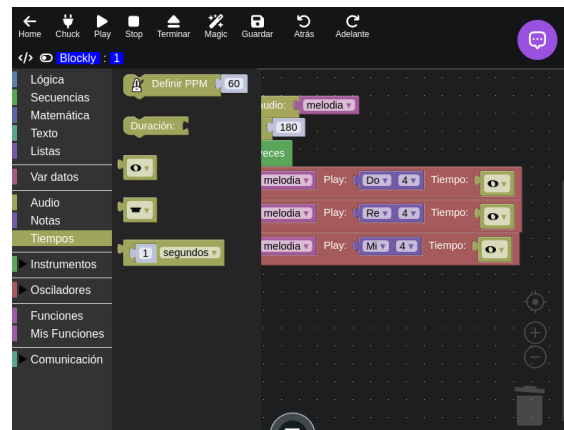 Home Chuck Play Stop Terminar Magic Guardar Atrás Adelante
</> Blockly : 1
Lógica
Secuencias
Matemática
Texto
Listas
Var datos
Audio
Notas
Tiempos
Instrumentos
Osciladores
Funciones
Mis Funciones
Comunicación
Definir PPM 60
Duración:
1 segundos
udio: melodia
180
eces
melodia Play: Do 4 Tiempo:
melodia Play: Re 4 Tiempo:
melodia Play: Mi 4 Tiempo: